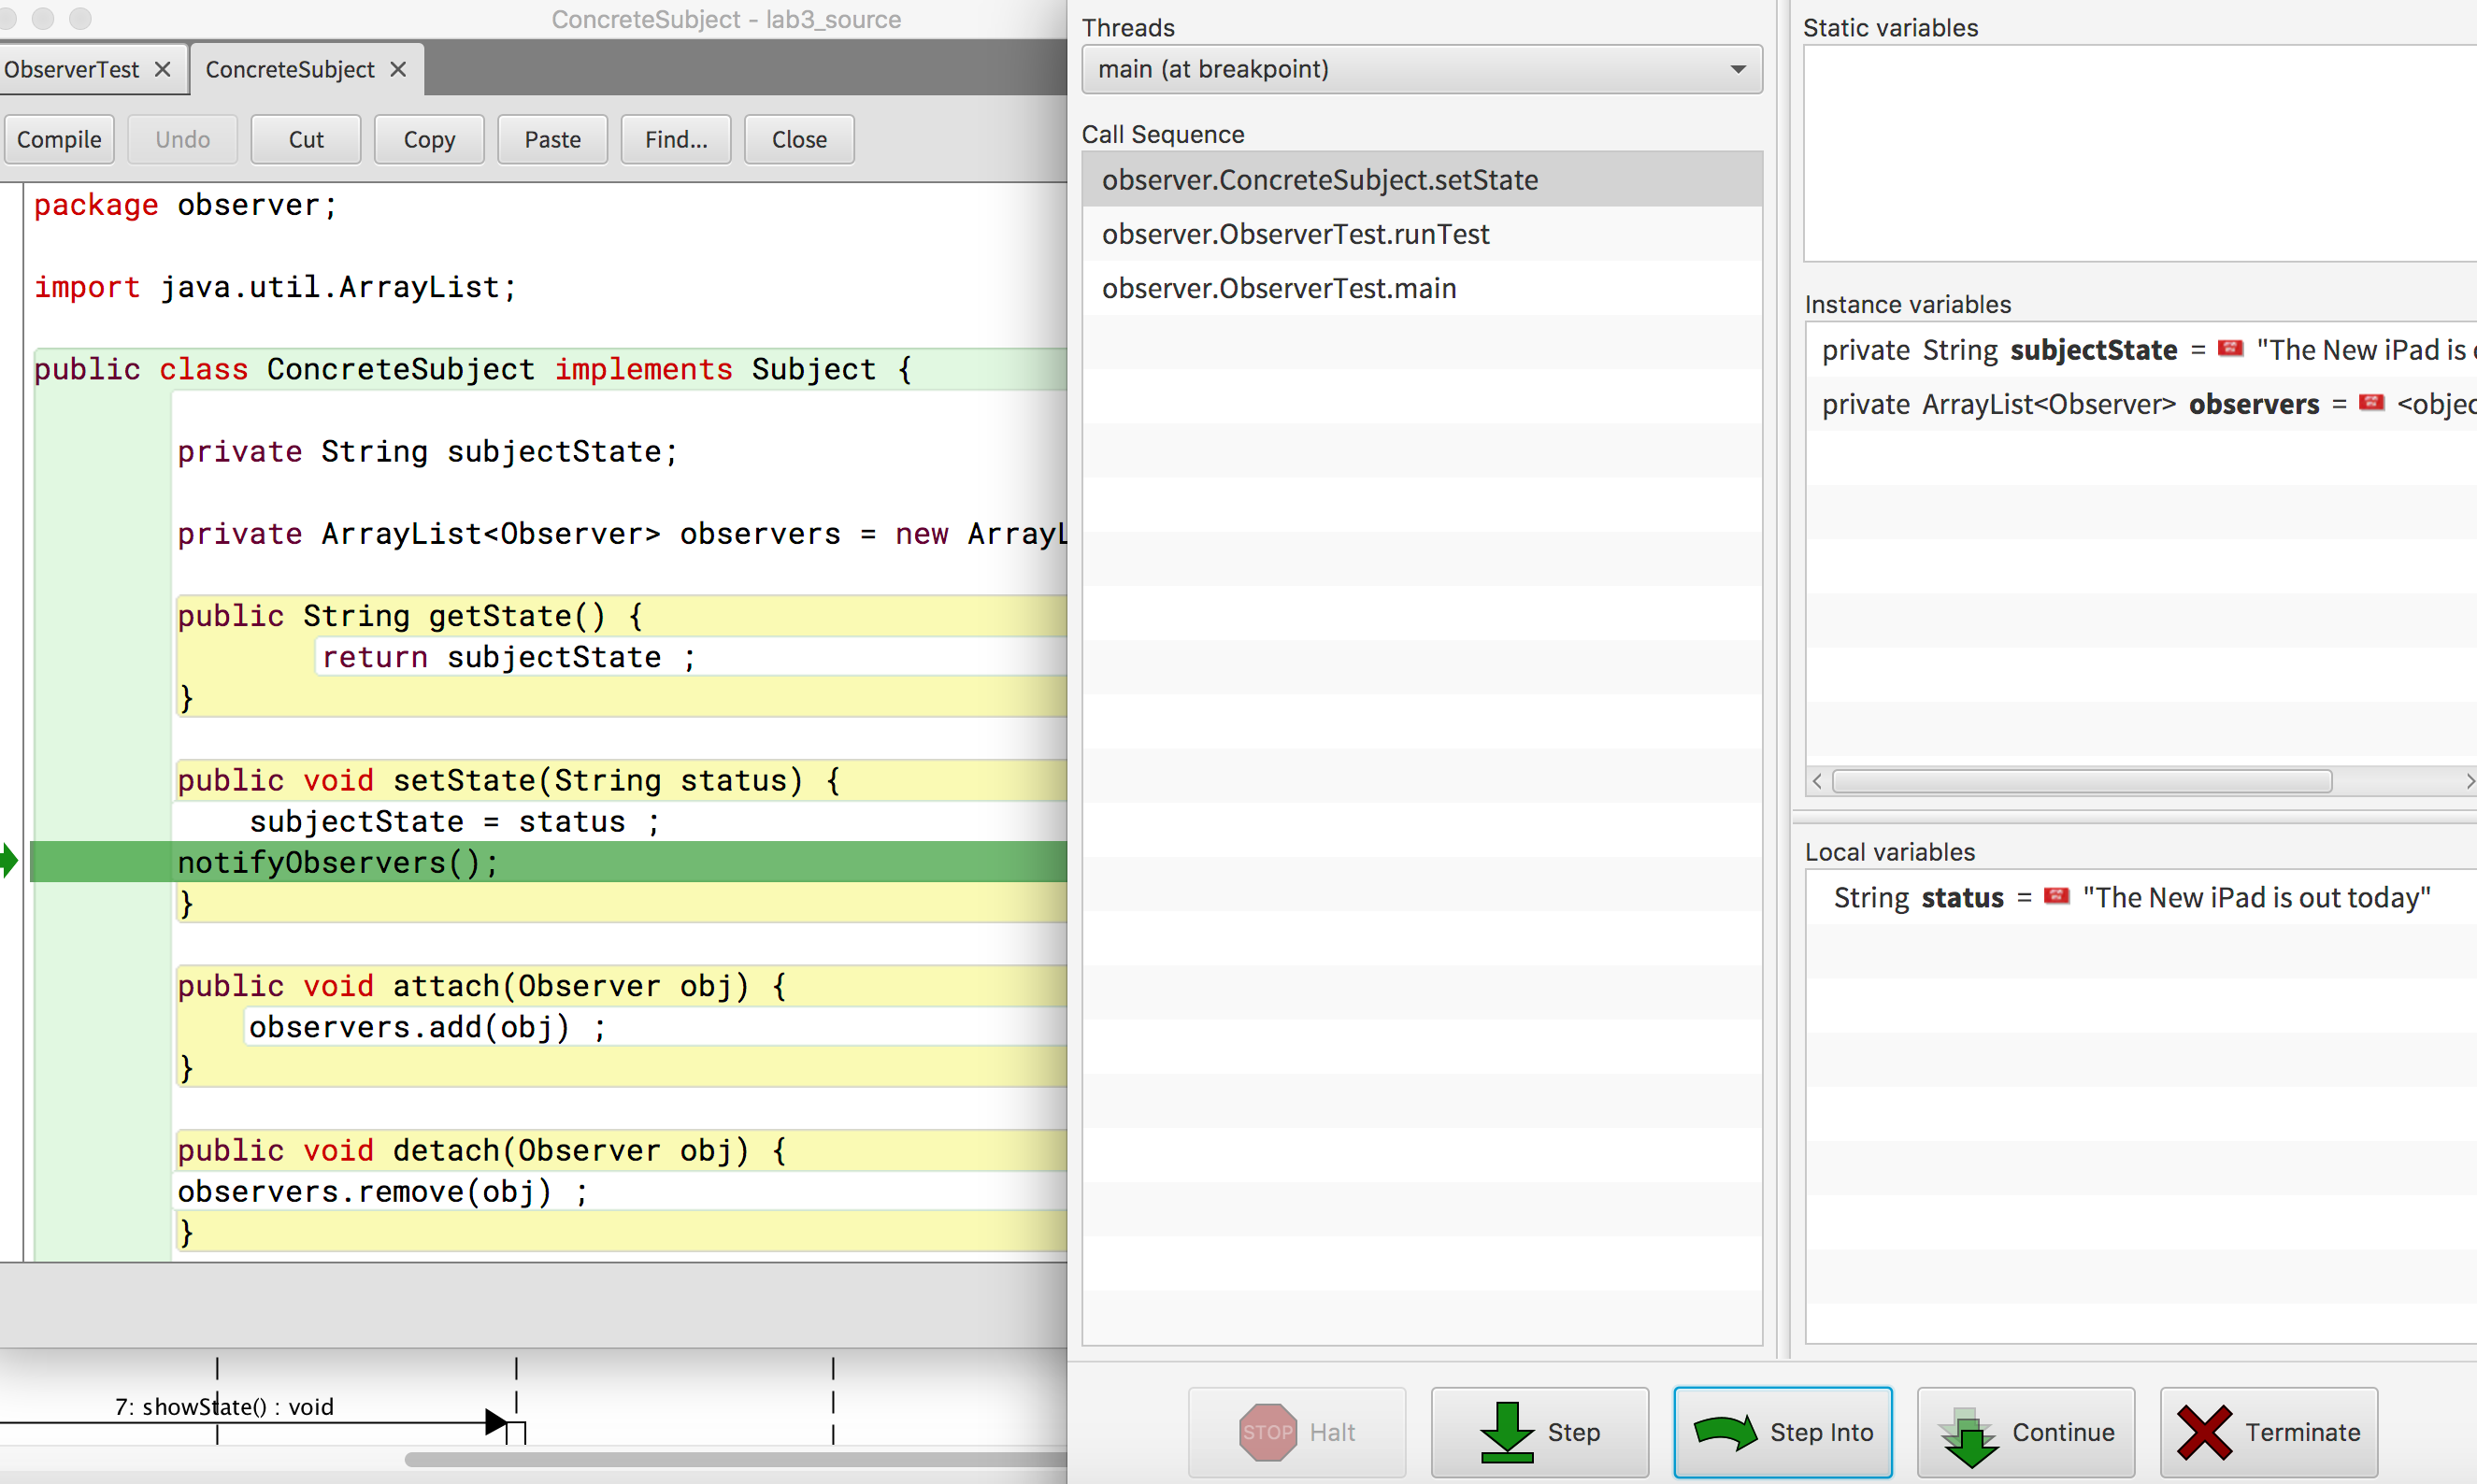 ConcreteSubject - lab3_source
ObserverTest
ConcreteSubject
Compile
Undo
Cut
Copy
Paste
Find...
Close
package observer;
import java.util.ArrayList;
public class ConcreteSubject implements Subject {
private String subjectState;
private ArrayList<Observer> observers = new ArrayL
public String getState() {
return subjectState ;
}
public void setState(String status) {
subjectState = status ;
notifyObservers();
}
public void attach(Observer obj) {
observers.add(obj) ;
}
public void detach(Observer obj) {
observers.remove(obj) ;
}
7: showState() : void
Threads
main (at breakpoint)
Call Sequence
observer.ConcreteSubject.setState
observer.ObserverTest.runTest
observer.ObserverTest.main
Static variables
Instance variables
private String subjectState = "The New iPad is
private ArrayList<Observer> observers = <objec
Local variables
String status = "The New iPad is out today"
STOP Halt
Step
Step Into
Continue
Terminate